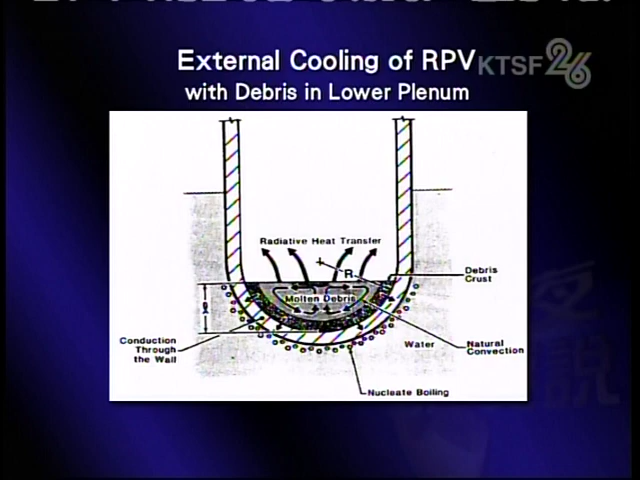 External Cooling of RPV
KTSF 26
with Debris in Lower Plenum
Radiative Heat Transfer
R
Debris
Crust
Molten Debris
Conduction
Through
the Wall
Water
Natural
Convection
Nucleate Boiling